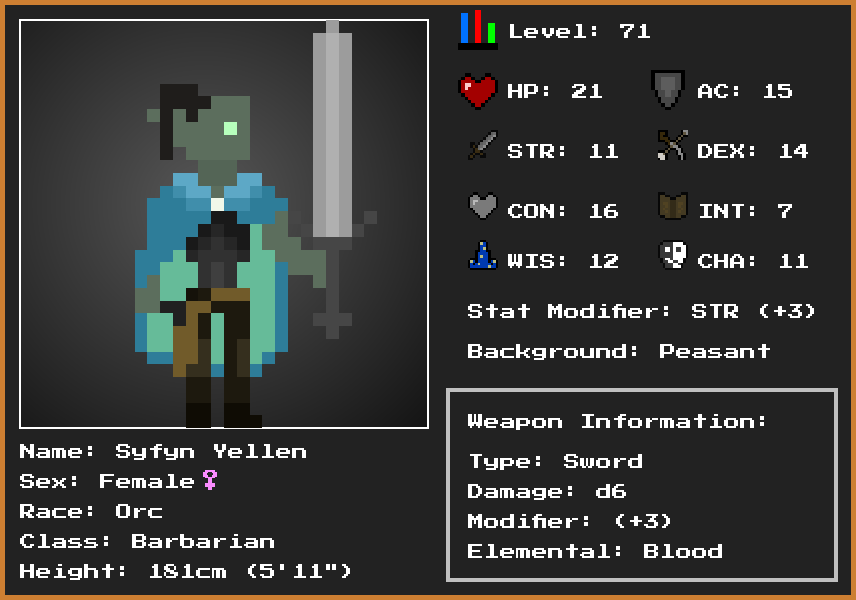 Level: 71
HP: 21 AC: 15
STR: 11 DEX: 14
CON: 16 INT: 7
WIS: 12 CHA: 11
Stat Modifier: STR (+3)
Background: Peasant
Weapon Information:
Type: Sword
Damage: d6
Modifier: (+3)
Elemental: Blood
Name: Syfyn Yellen
Sex: Female♀
Race: Orc
Class: Barbarian
Height: 181cm (5'11")